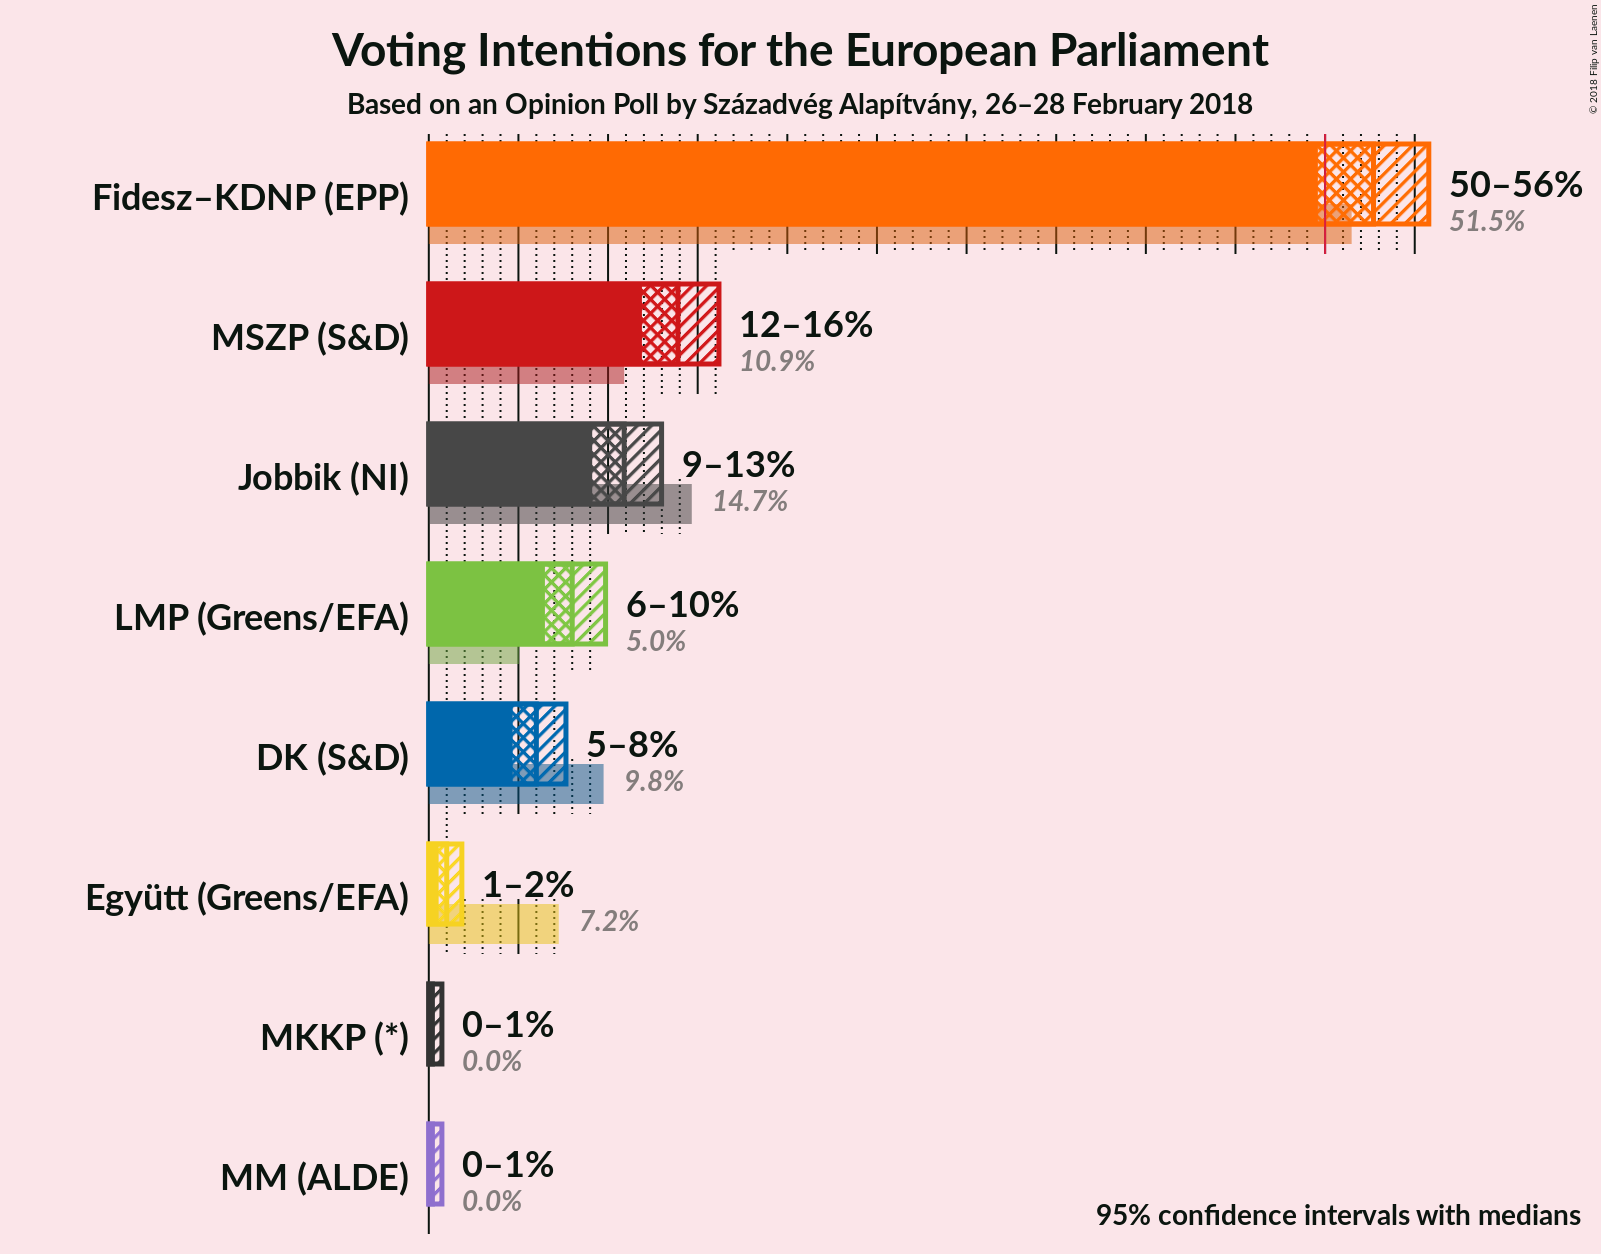 Voting Intentions for the European Parliament
Based on an Opinion Poll by Századvég Alapítvány, 26–28 February 2018
© 2018 Filip van Laenen
Fidesz–KDNP (EPP)
50–56%
51.5%
MSZP (S&D)
12–16%
10.9%
Jobbik (NI)
9–13%
14.7%
LMP (Greens/EFA)
6–10%
5.0%
DK (S&D)
5–8%
9.8%
Együtt (Greens/EFA)
1–2%
7.2%
MKKP (*)
0–1%
0.0%
MM (ALDE)
0–1%
0.0%
95% confidence intervals with medians